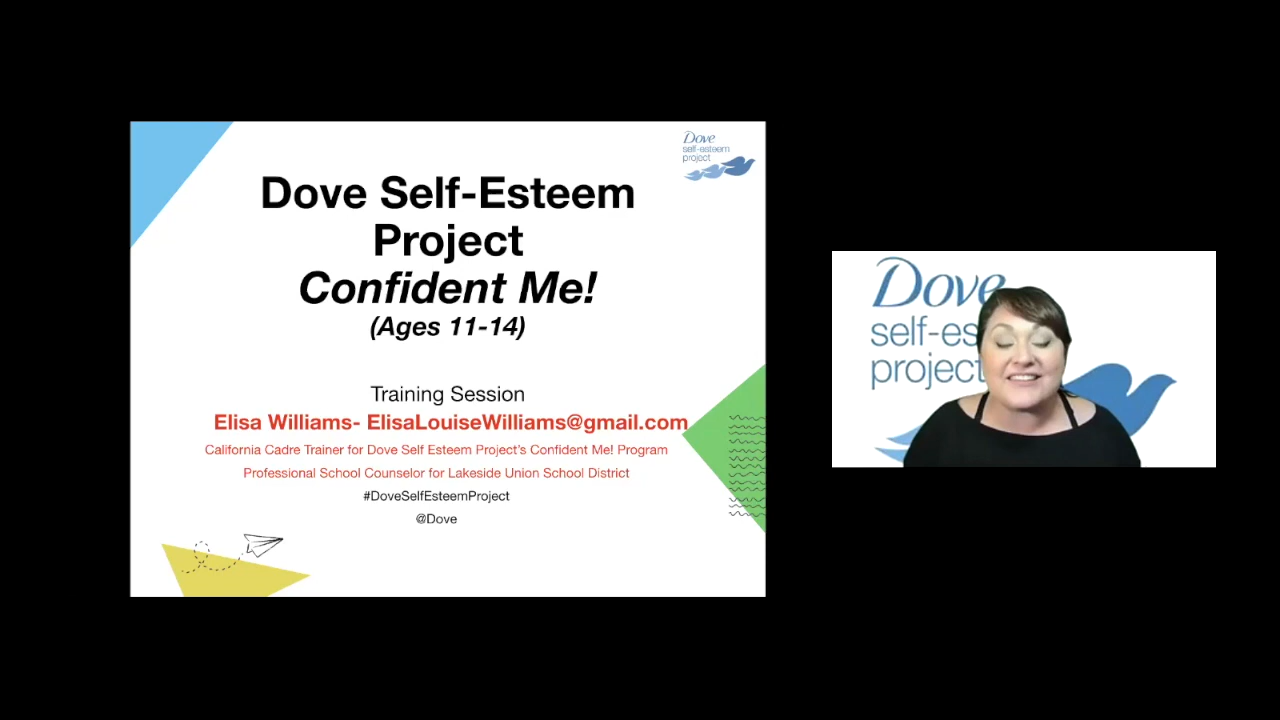 Dove
self-esteem
project
Dove Self-Esteem
Project
Confident Me!
(Ages 11-14)
Training Session
Elisa Williams- ElisaLouiseWilliams@gmail.com
California Cadre Trainer for Dove Self Esteem Project's Confident Me! Program
Professional School Counselor for Lakeside Union School District
#DoveSelfEsteemProject
@Dove
Dove
self-es
project